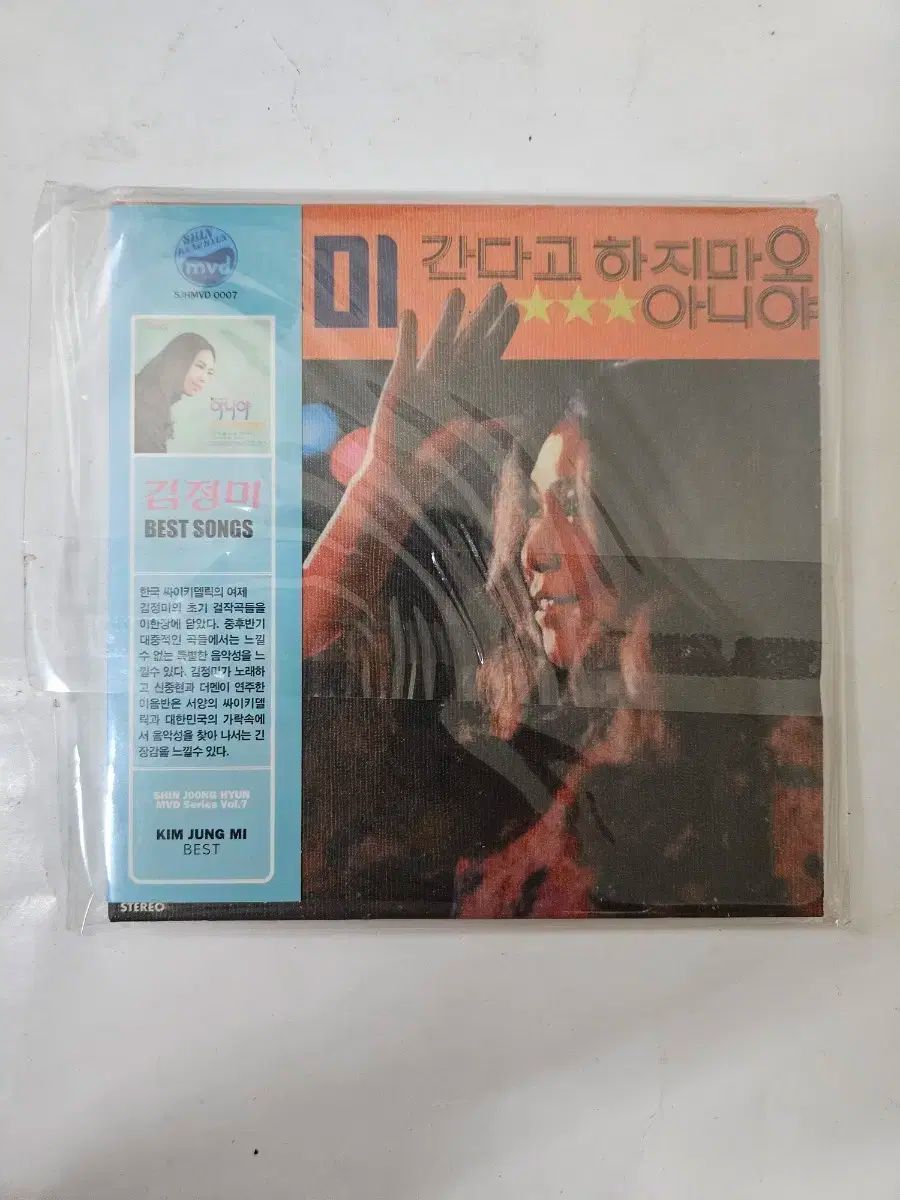 SHIN
JOONG HYUN
mvd
SJHMVD 0007
아니야
김정미
BEST SONGS
한국 싸이키델릭의 여제
김정미의 초기 걸작곡들을
이한장에 담았다. 중후반기
대중적인 곡들에서는 느낄
수 없는 특별한 음악성을 느
낄수 있다. 김정미가 노래하
고 신중현과 더멘이 연주한
이음반은 서양의 싸이키델
릭과 대한민국의 가락속에
서 음악성을 찾아 나서는 긴
장감을 느낄수 있다.
SHIN JOONG HYUN
MVD Series Vol.7
KIM JUNG MI
BEST
STEREO
미
간다고 하지마오
아니야